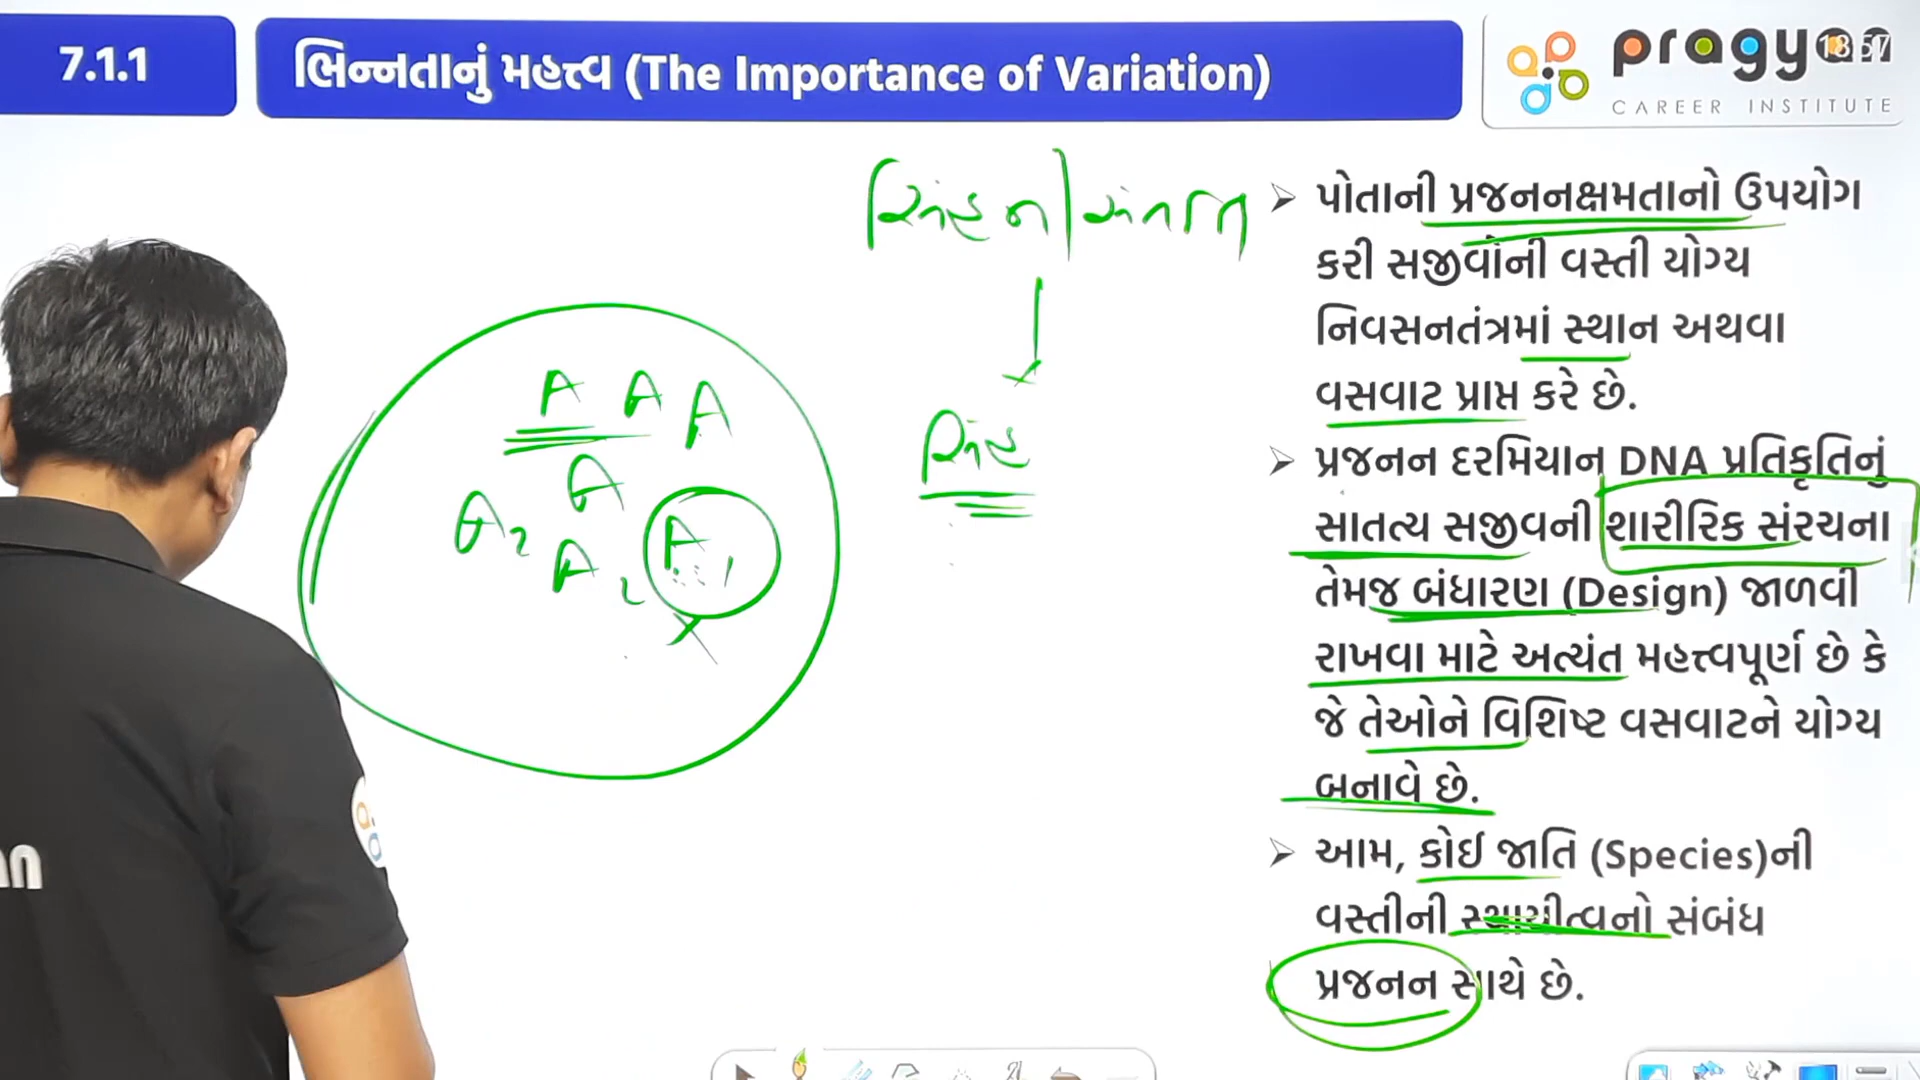 7.1.1
ભિન્નતાનું મહત્ત્વ (The Importance of Variation)
pragyan
CAREER INSTITUTE
18:57
➢ પોતાની પ્રજનનક્ષમતાનો ઉપયોગ
કરી સજીવોની વસ્તી યોગ્ય
નિવસનતંત્રમાં સ્થાન અથવા
વસવાટ પ્રાપ્ત કરે છે.
➢ પ્રજનન દરમિયાન DNA પ્રતિકૃતિનું
સાતત્ય સજીવની શારીરિક સંરચના
તેમજ બંધારણ (Design) જાળવી
રાખવા માટે અત્યંત મહત્ત્વપૂર્ણ છે કે
જે તેઓને વિશિષ્ટ વસવાટને યોગ્ય
બનાવે છે.
➢ આમ, કોઈ જાતિ (Species)ની
વસ્તીની સ્થાયીત્વનો સંબંધ
પ્રજનન સાથે છે.
A A A
A
A2 A2 A1
સિંહ